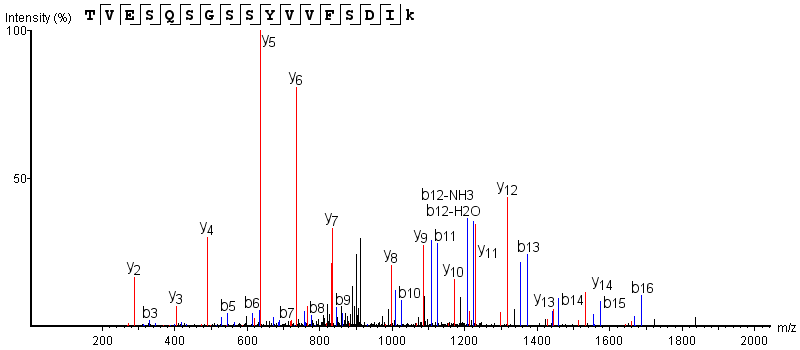 Intensity (%)
T V E S Q S G S S Y V V F S D I k
100
y5
y6
b12-NH3
y12
b12-H2O
50
y7
y4
y9
b11
y11
y8
b13
y2
y10
y14
b16
y3
b10
y13
b14
b15
b3
b5
b6
b7
b8
b9
200 400 600 800 1000 1200 1400 1600 1800 2000
m/z